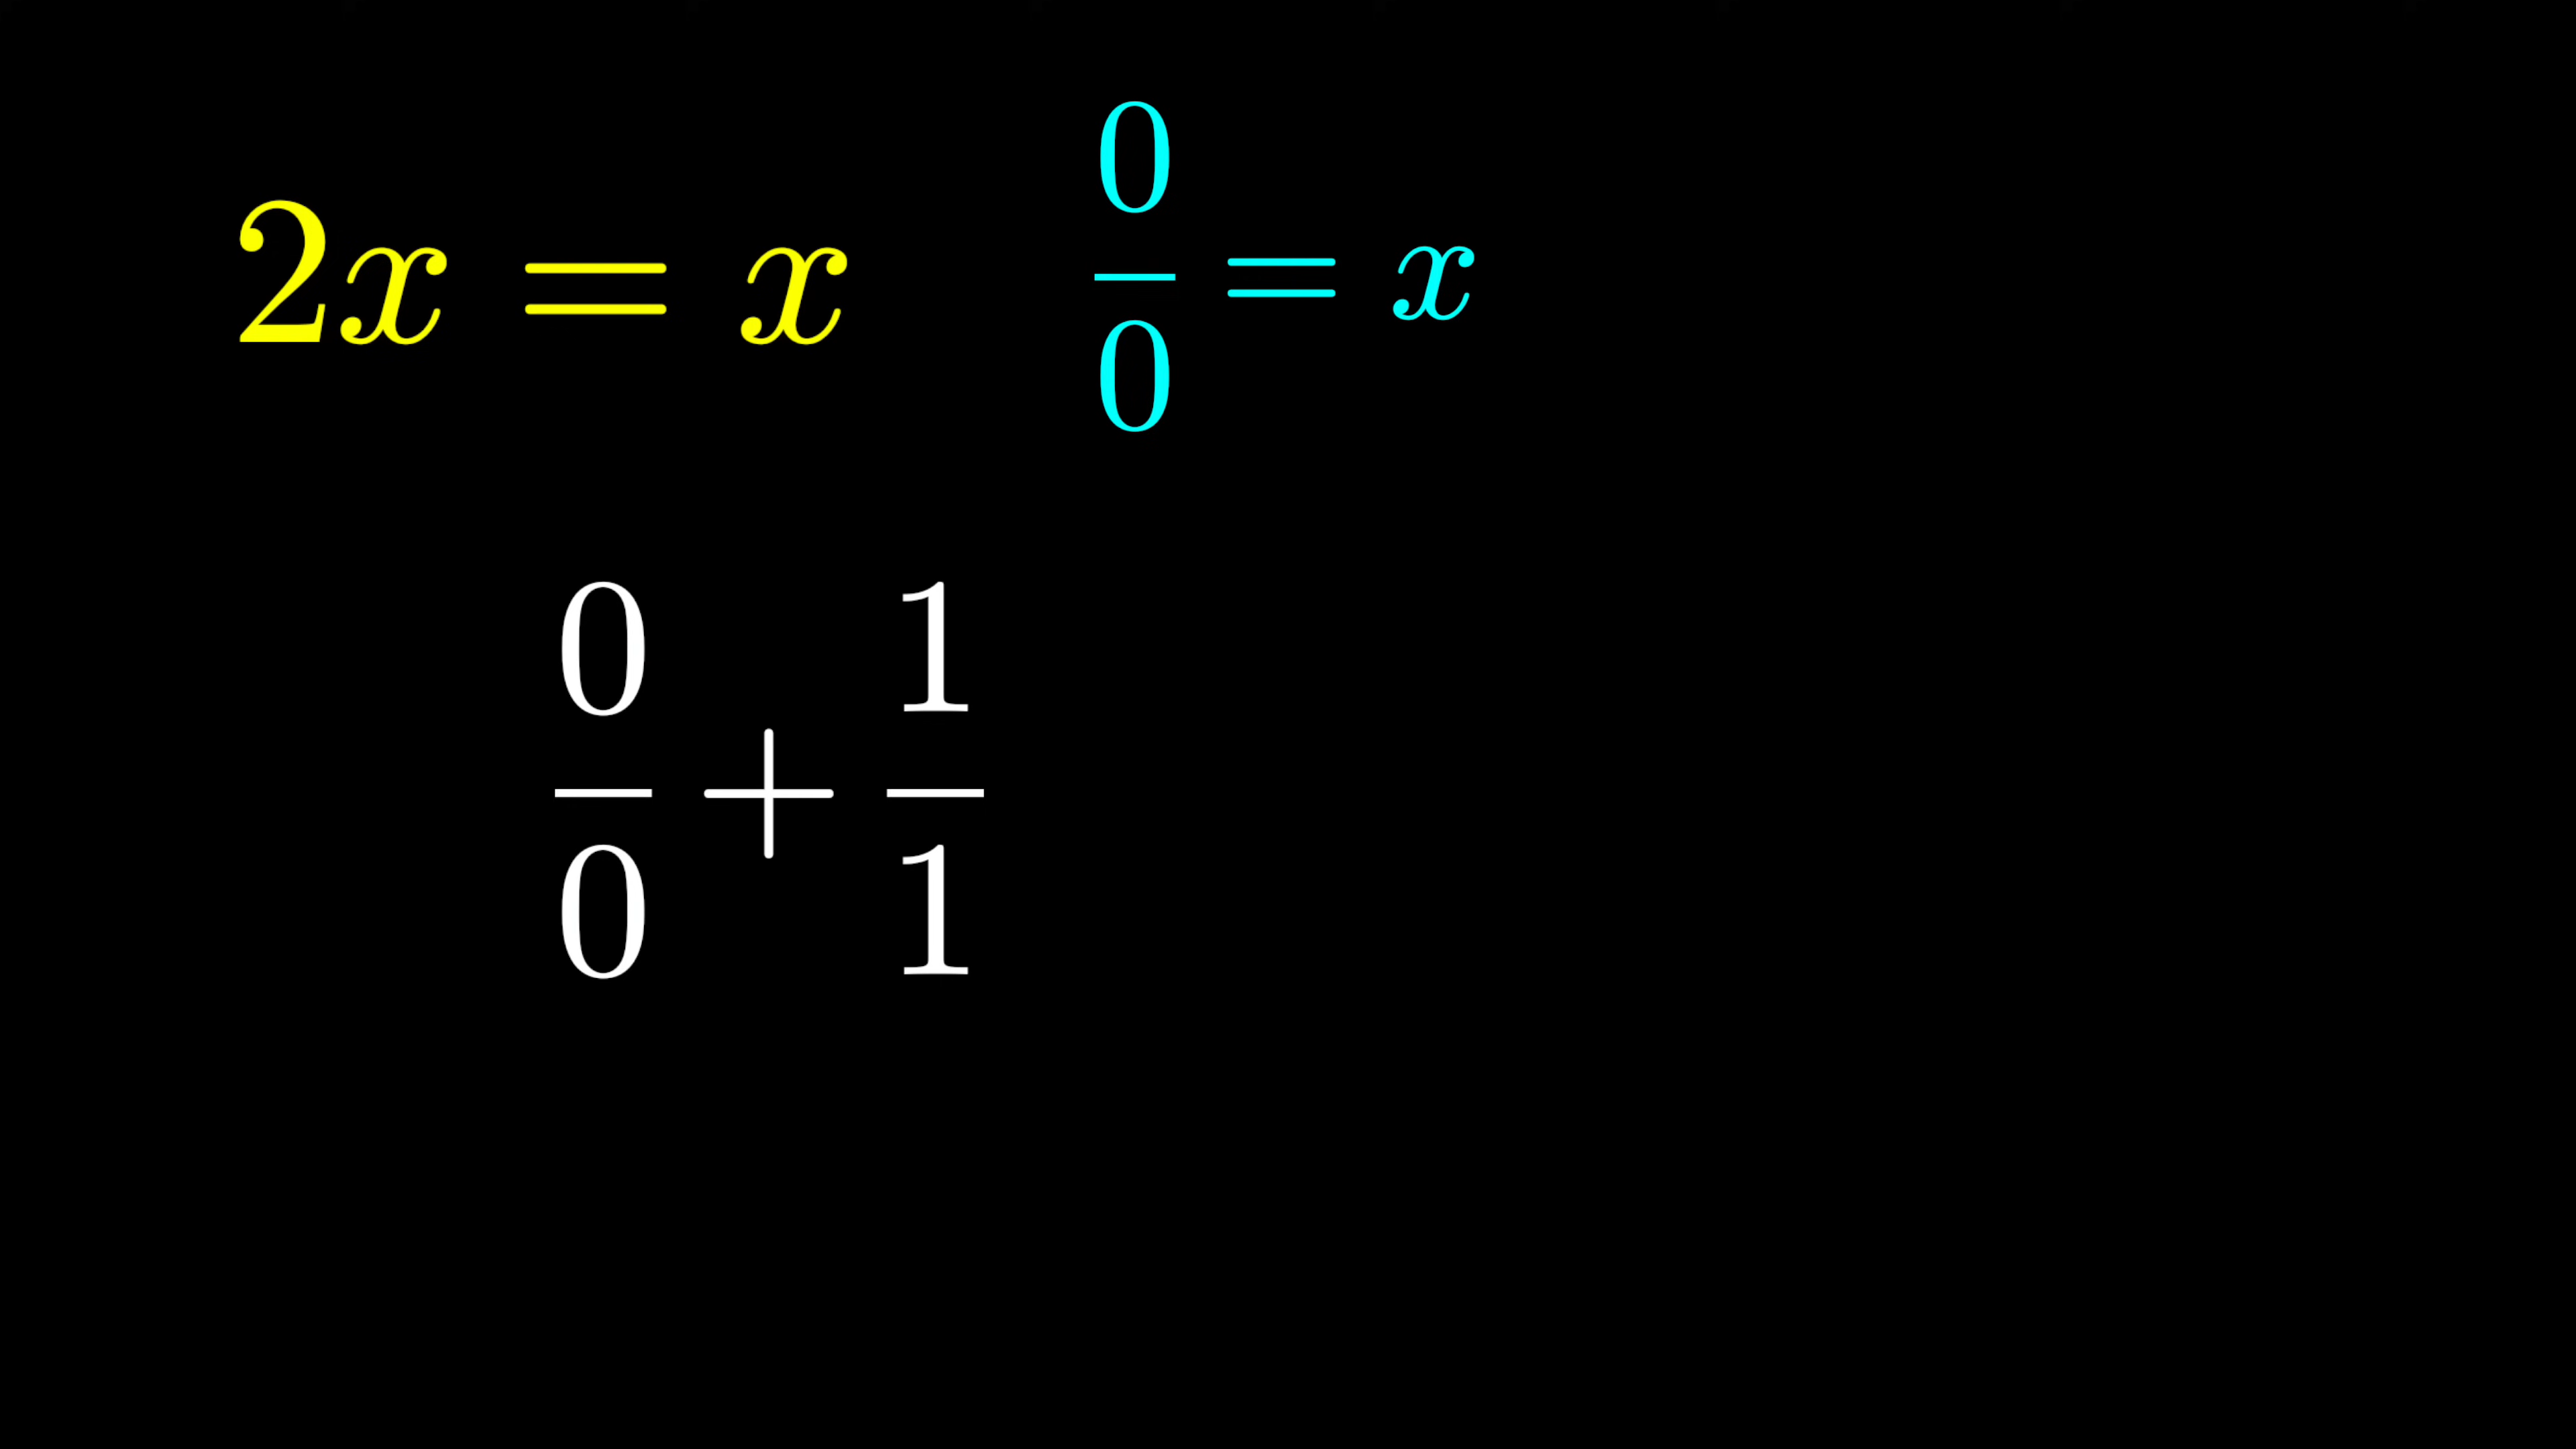 2x = x
0/0 = x
0/0 + 1/1